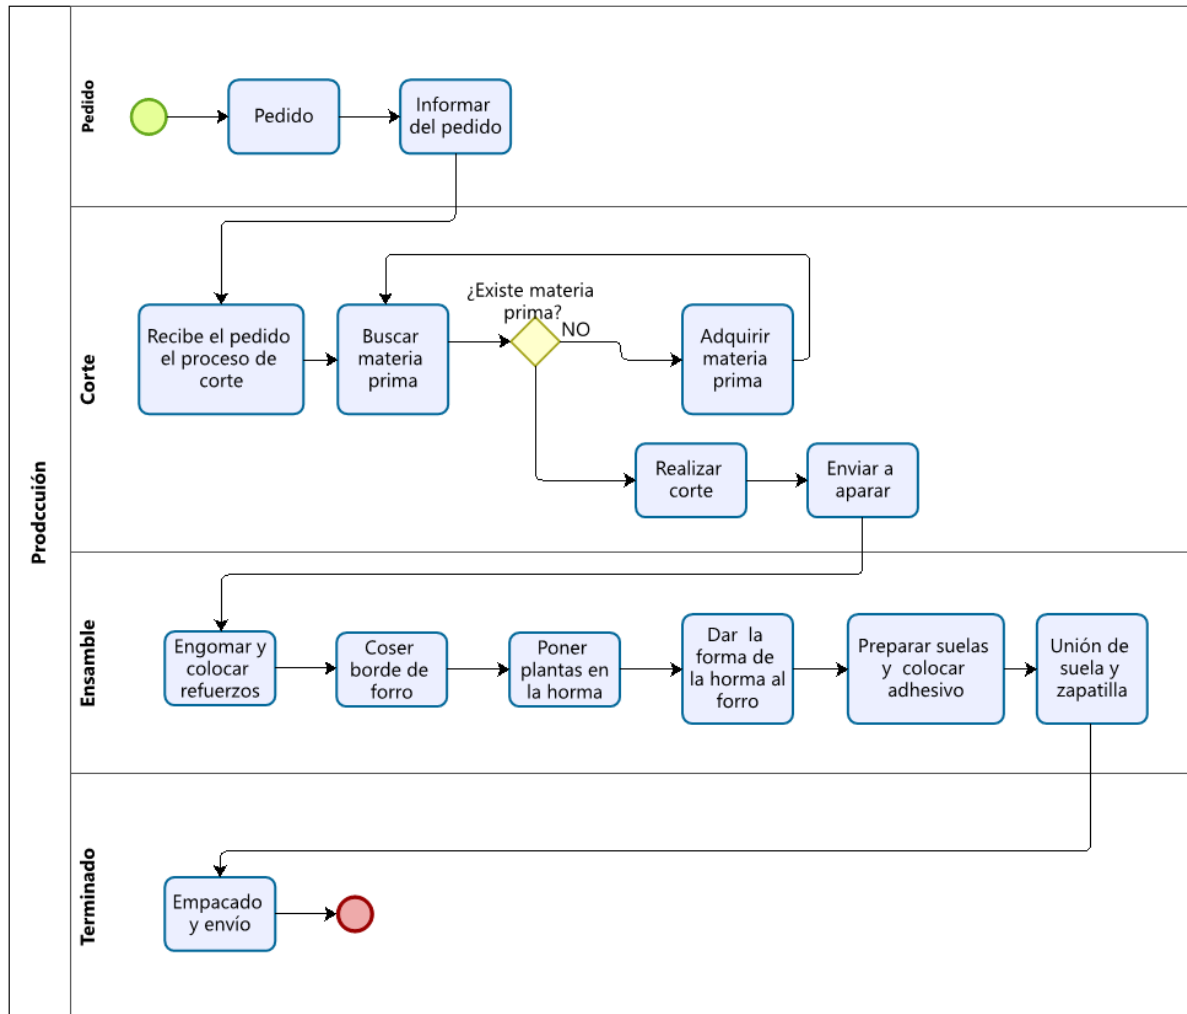 Prodccuión
Pedido
Pedido
Informar
del pedido
Corte
Recibe el pedido
el proceso de
corte
Buscar
materia
prima
¿Existe materia
prima?
NO
Adquirir
materia
prima
Realizar
corte
Enviar a
aparar
Ensamble
Engomar y
colocar
refuerzos
Coser
borde de
forro
Poner
plantas en
la horma
Dar la
forma de
la horma al
forro
Preparar suelas
y colocar
adhesivo
Unión de
suela y
zapatilla
Terminado
Empacado
y envío